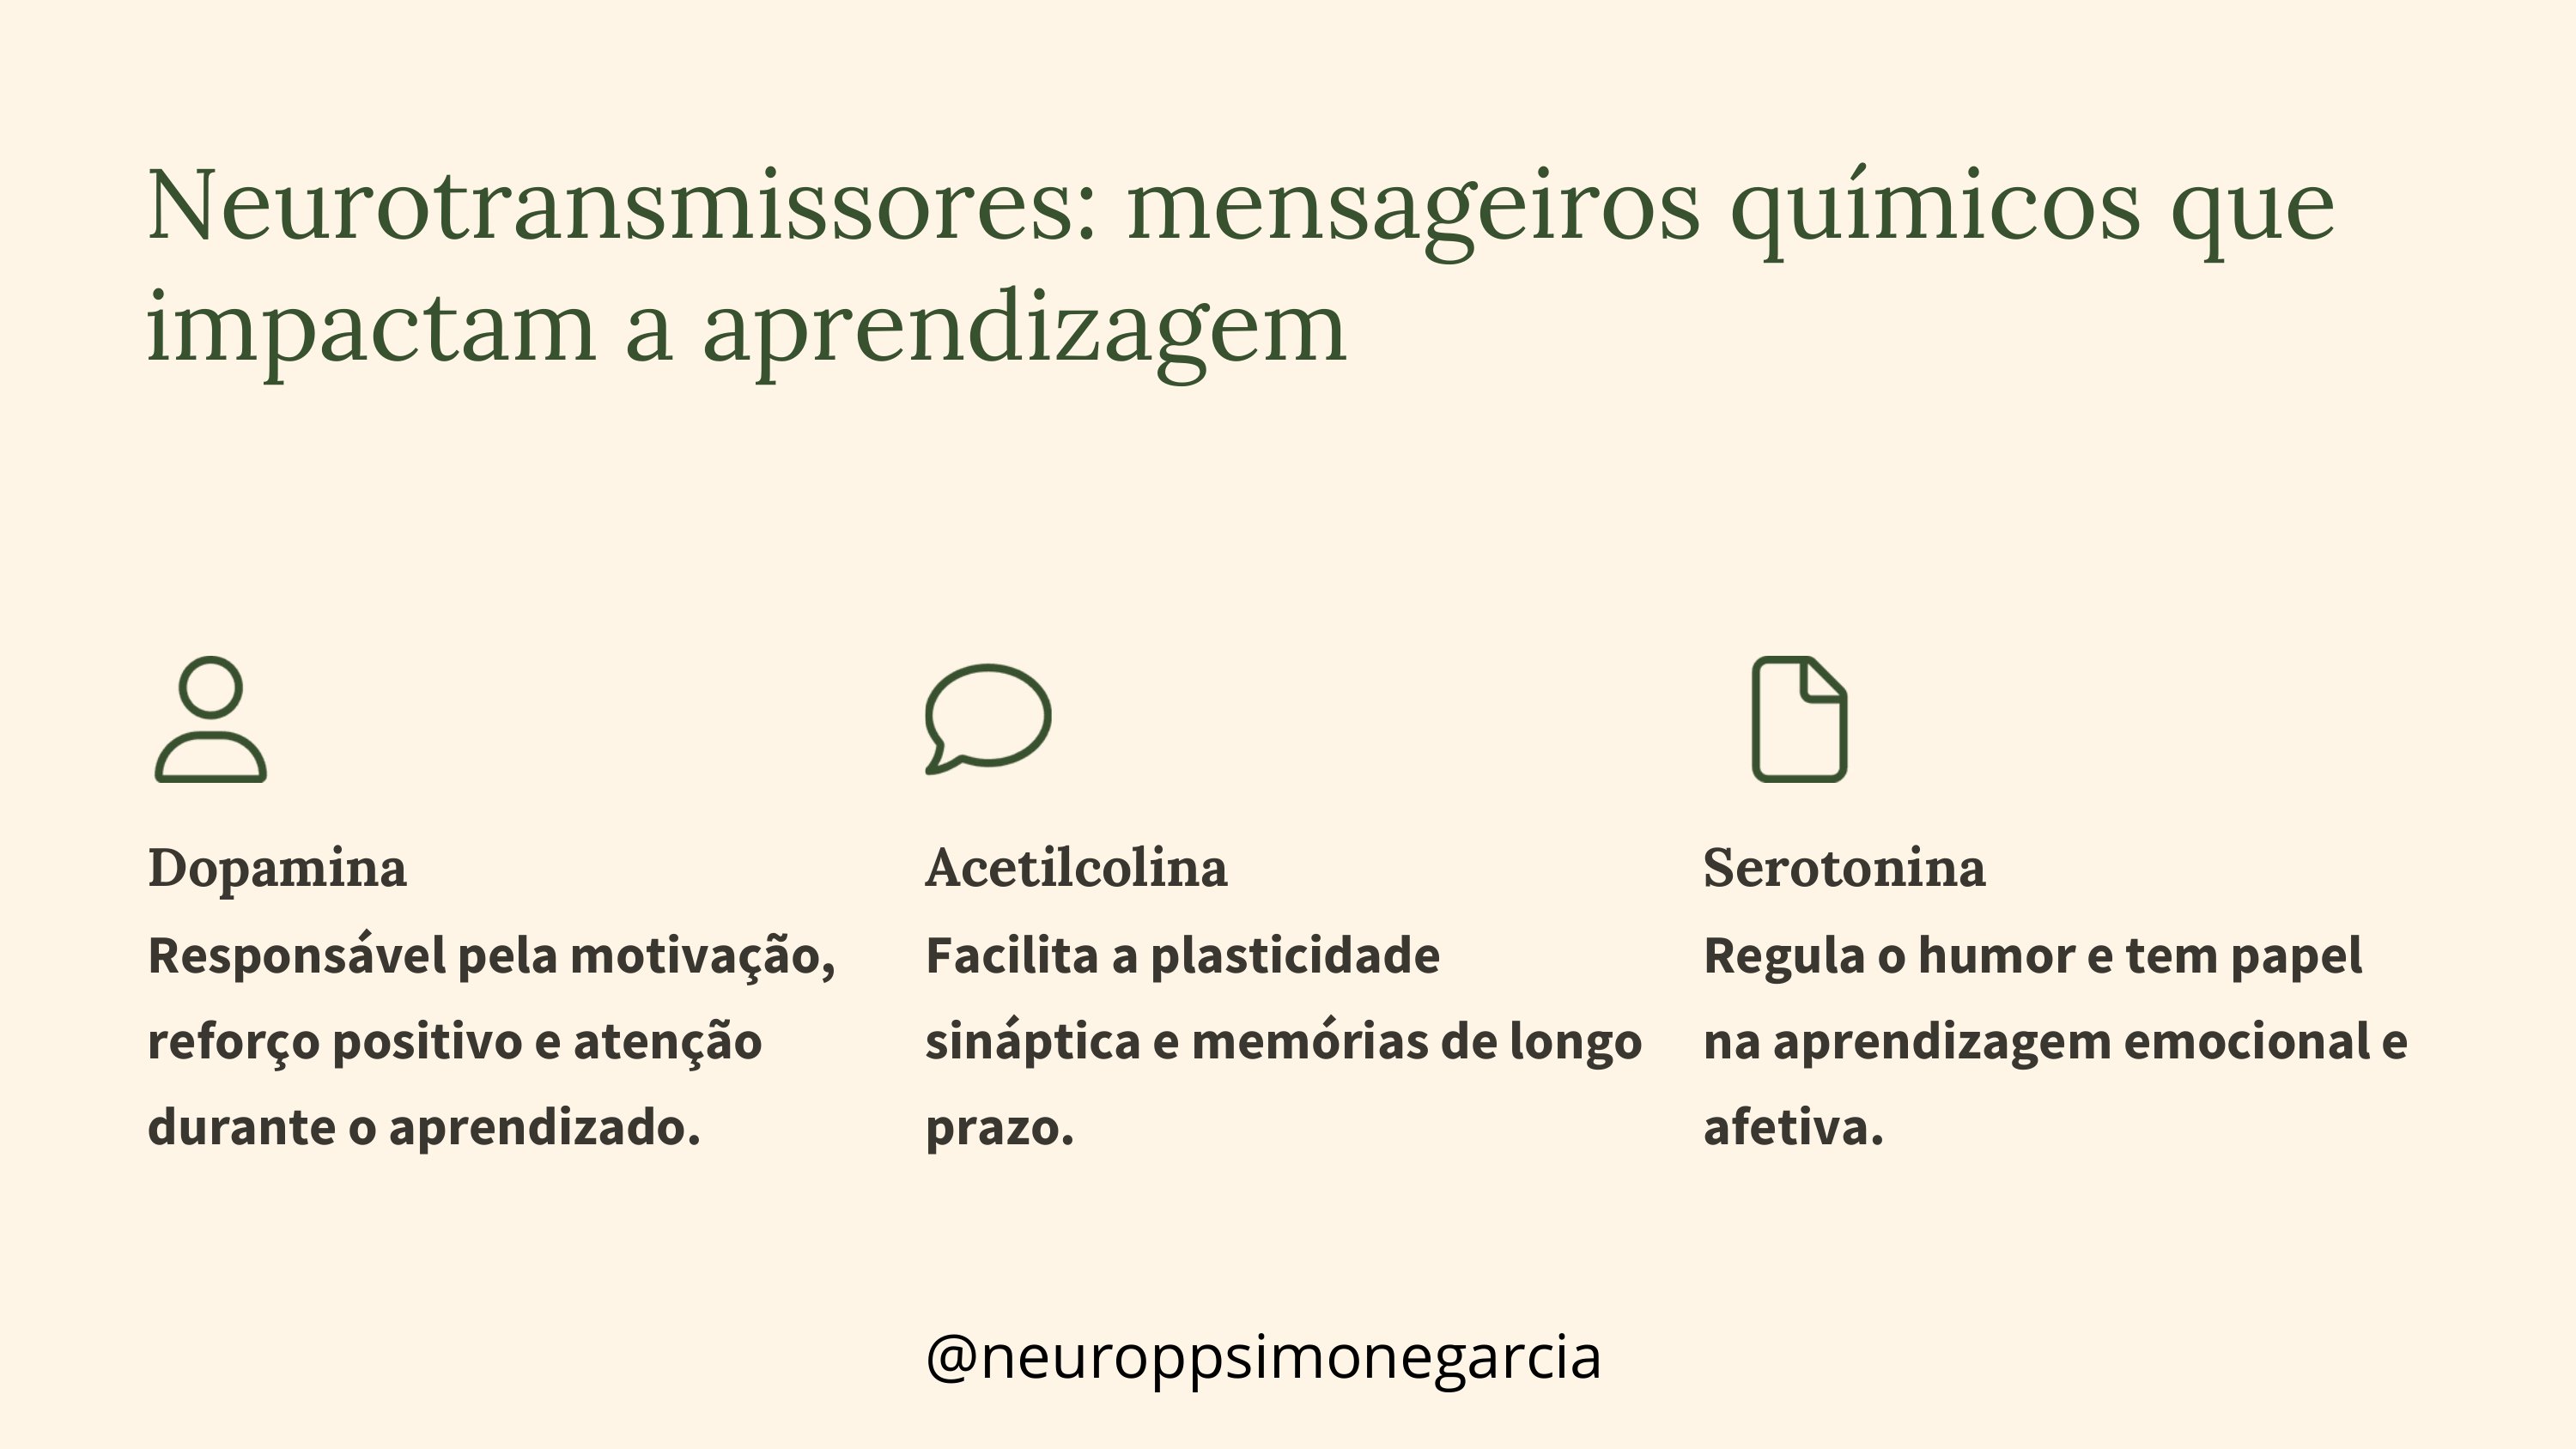 Neurotransmissores: mensageiros químicos que
impactam a aprendizagem
Dopamina
Responsável pela motivação,
reforço positivo e atenção
durante o aprendizado.
Acetilcolina
Facilita a plasticidade
sináptica e memórias de longo
prazo.
Serotonina
Regula o humor e tem papel
na aprendizagem emocional e
afetiva.
@neuroppsimonegarcia